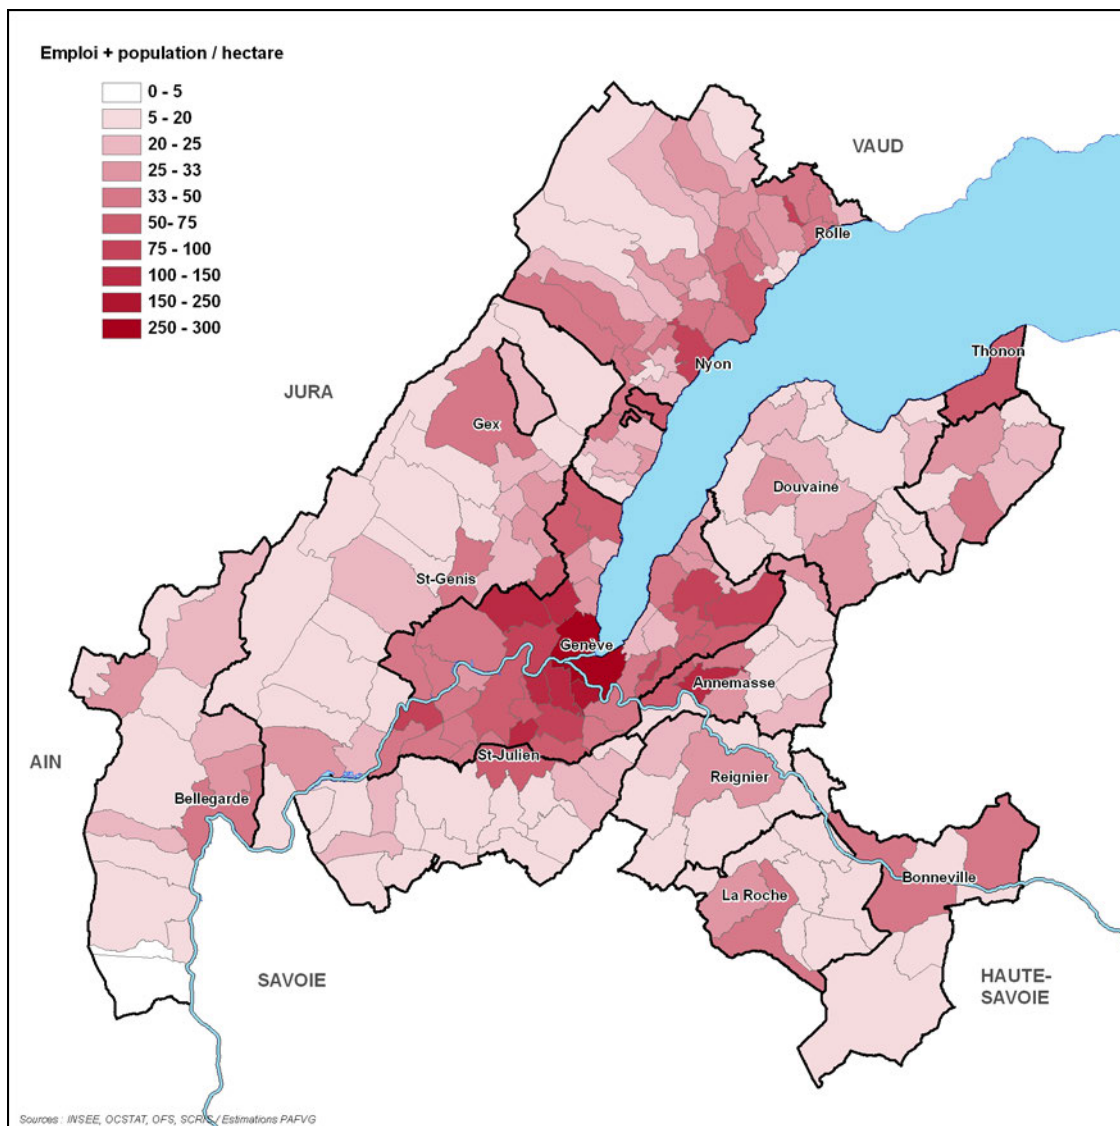 Emploi + population / hectare
0 - 5
5 - 20
20 - 25
25 - 33
33 - 50
50- 75
75 - 100
100 - 150
150 - 250
250 - 300
VAUD
Rolle
Thonon
Nyon
JURA
Gex
Douvaine
St-Genis
Genève
Annemasse
St-Julien
AIN
Reignier
Bellegarde
Bonneville
La Roche
SAVOIE
HAUTE-
SAVOIE
Sources : INSEE, OCSTAT, OFS, SCRIS / Estimations PAFVG